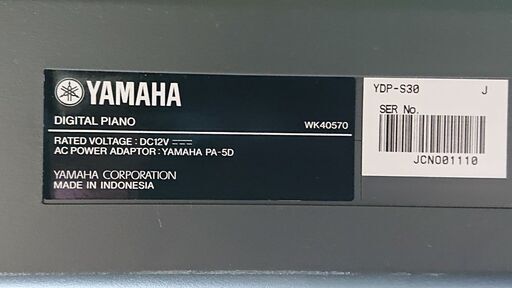 YAMAHA
DIGITAL PIANO WK40570
RATED VOLTAGE : DC12V
AC POWER ADAPTOR : YAMAHA PA-5D
YAMAHA CORPORATION
MADE IN INDONESIA
YDP-S30 J
SER No.
JCNO01110